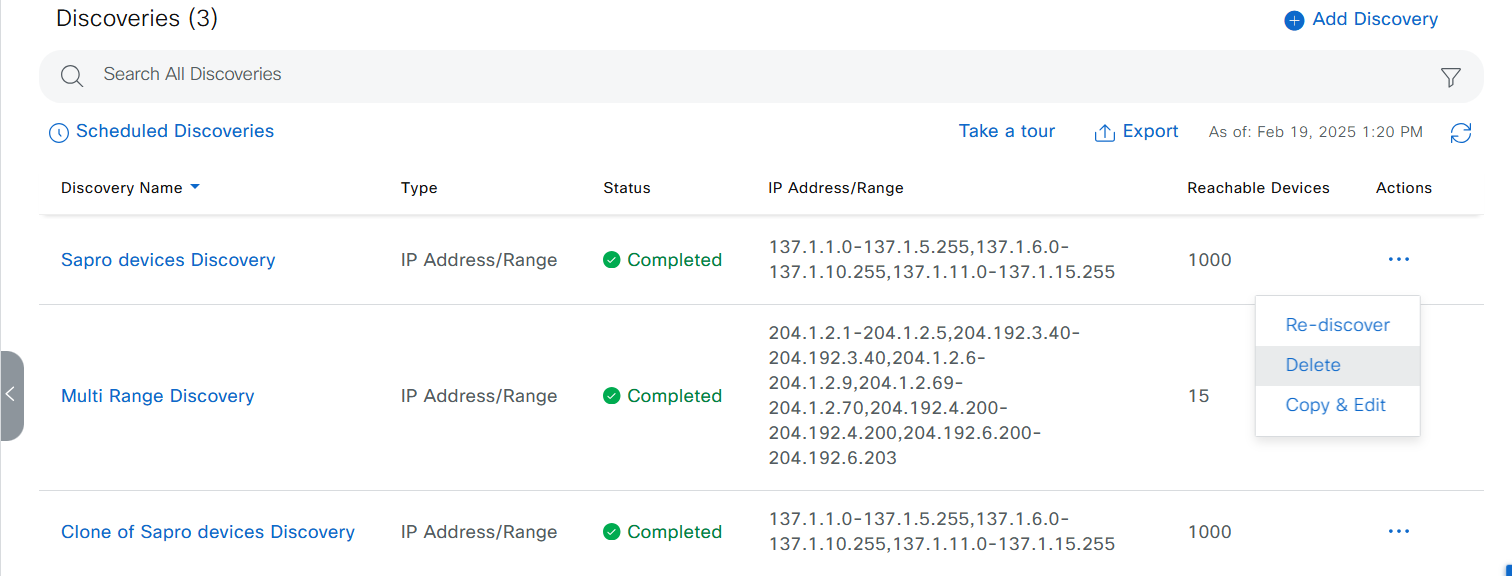 Discoveries (3)
Add Discovery
Search All Discoveries
Scheduled Discoveries
Take a tour
Export
As of: Feb 19, 2025 1:20 PM
Discovery Name
Type
Status
IP Address/Range
Reachable Devices
Actions
Sapro devices Discovery
IP Address/Range
Completed
137.1.1.0-137.1.5.255,137.1.6.0-
137.1.10.255,137.1.11.0-137.1.15.255
1000
Re-discover
Delete
Copy & Edit
Multi Range Discovery
IP Address/Range
Completed
204.1.2.1-204.1.2.5,204.192.3.40-
204.192.3.40,204.1.2.6-
204.1.2.9,204.1.2.69-
204.1.2.70,204.192.4.200-
204.192.4.200,204.192.6.200-
204.192.6.203
15
Clone of Sapro devices Discovery
IP Address/Range
Completed
137.1.1.0-137.1.5.255,137.1.6.0-
137.1.10.255,137.1.11.0-137.1.15.255
1000